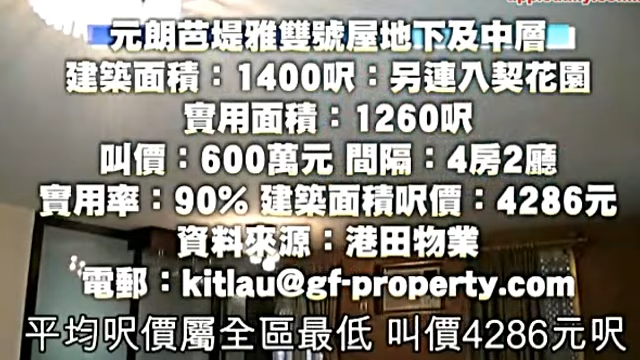 元朗芭堤雅雙號屋地下及中層
建築面積：1400呎：另連入契花園
實用面積：1260呎
叫價：600萬元 間隔：4房2廳
實用率：90% 建築面積呎價：4286元
資料來源：港田物業
電郵：kitlau@gf-property.com
平均呎價屬全區最低 叫價4286元呎